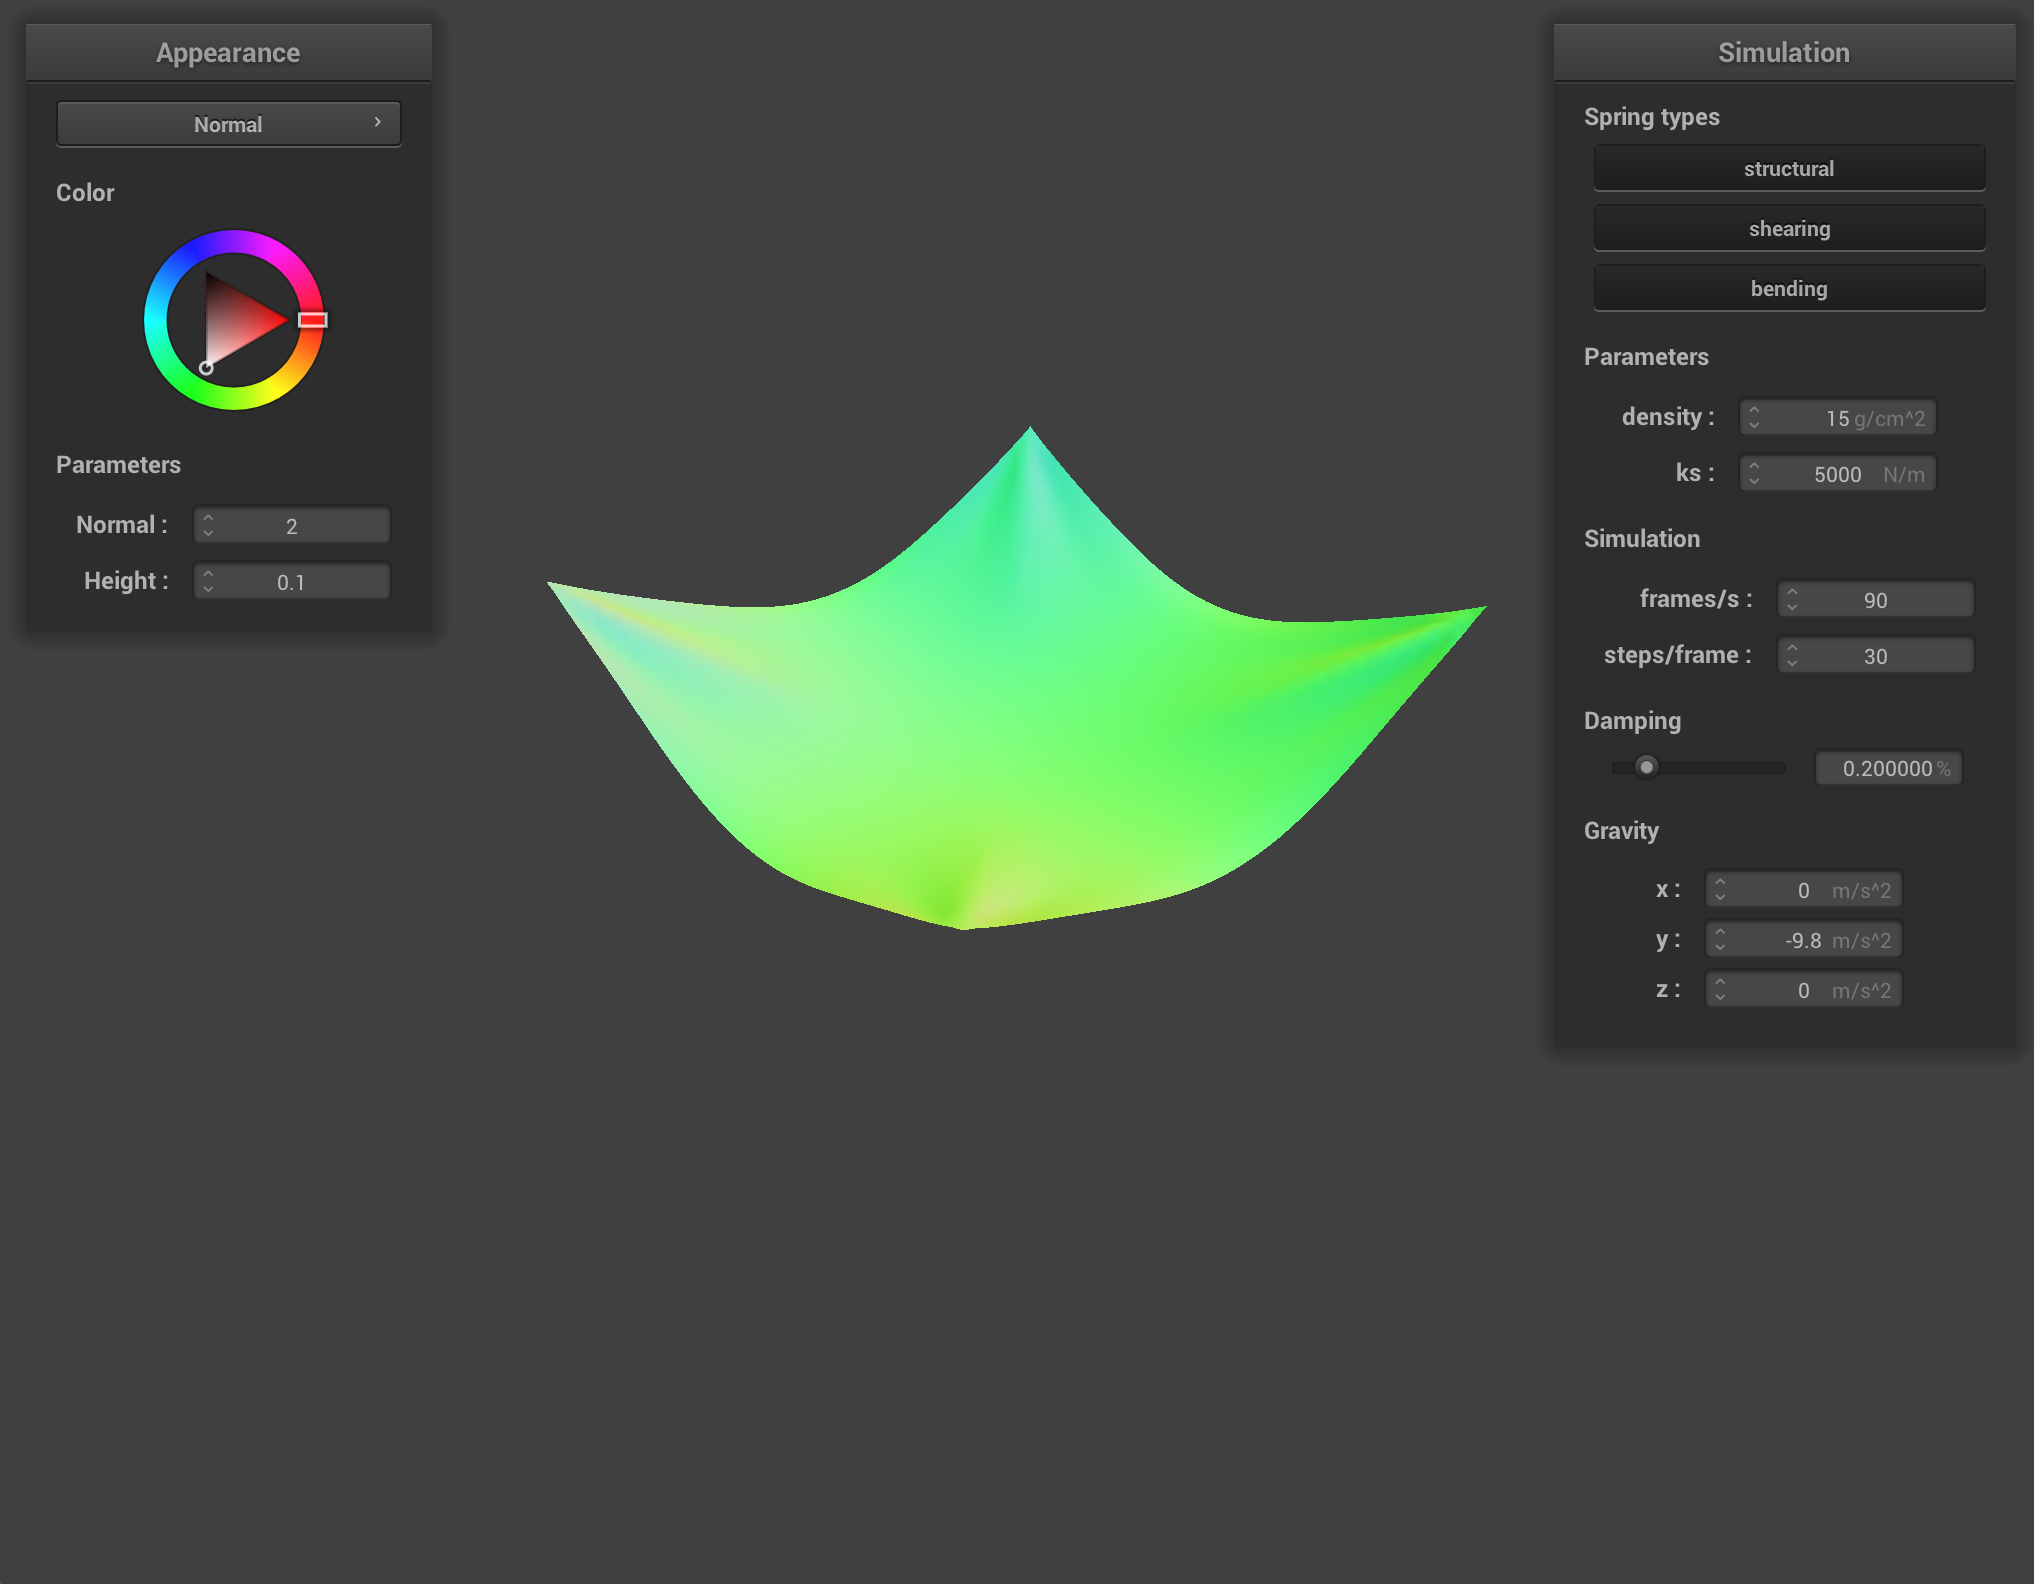 Appearance
Normal
Color
Parameters
Normal : 2
Height : 0.1
Simulation
Spring types
structural
shearing
bending
Parameters
density : 15 g/cm^2
ks : 5000 N/m
Simulation
frames/s : 90
steps/frame : 30
Damping
0.200000 %
Gravity
x : 0 m/s^2
y : -9.8 m/s^2
z : 0 m/s^2